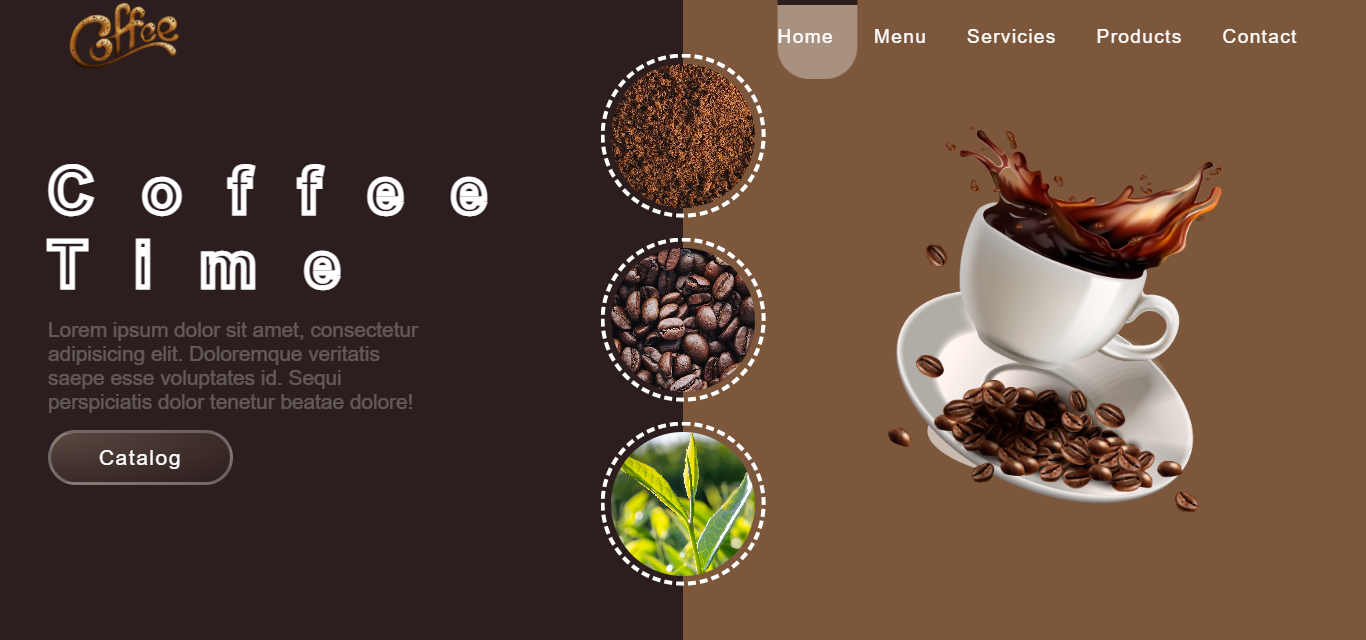 Coffee
Home Menu Servicies Products Contact
Coffee
Time
Lorem ipsum dolor sit amet, consectetur
adipisicing elit. Doloremque veritatis
saepe esse voluptates id. Sequi
perspiciatis dolor tenetur beatae dolore!
Catalog